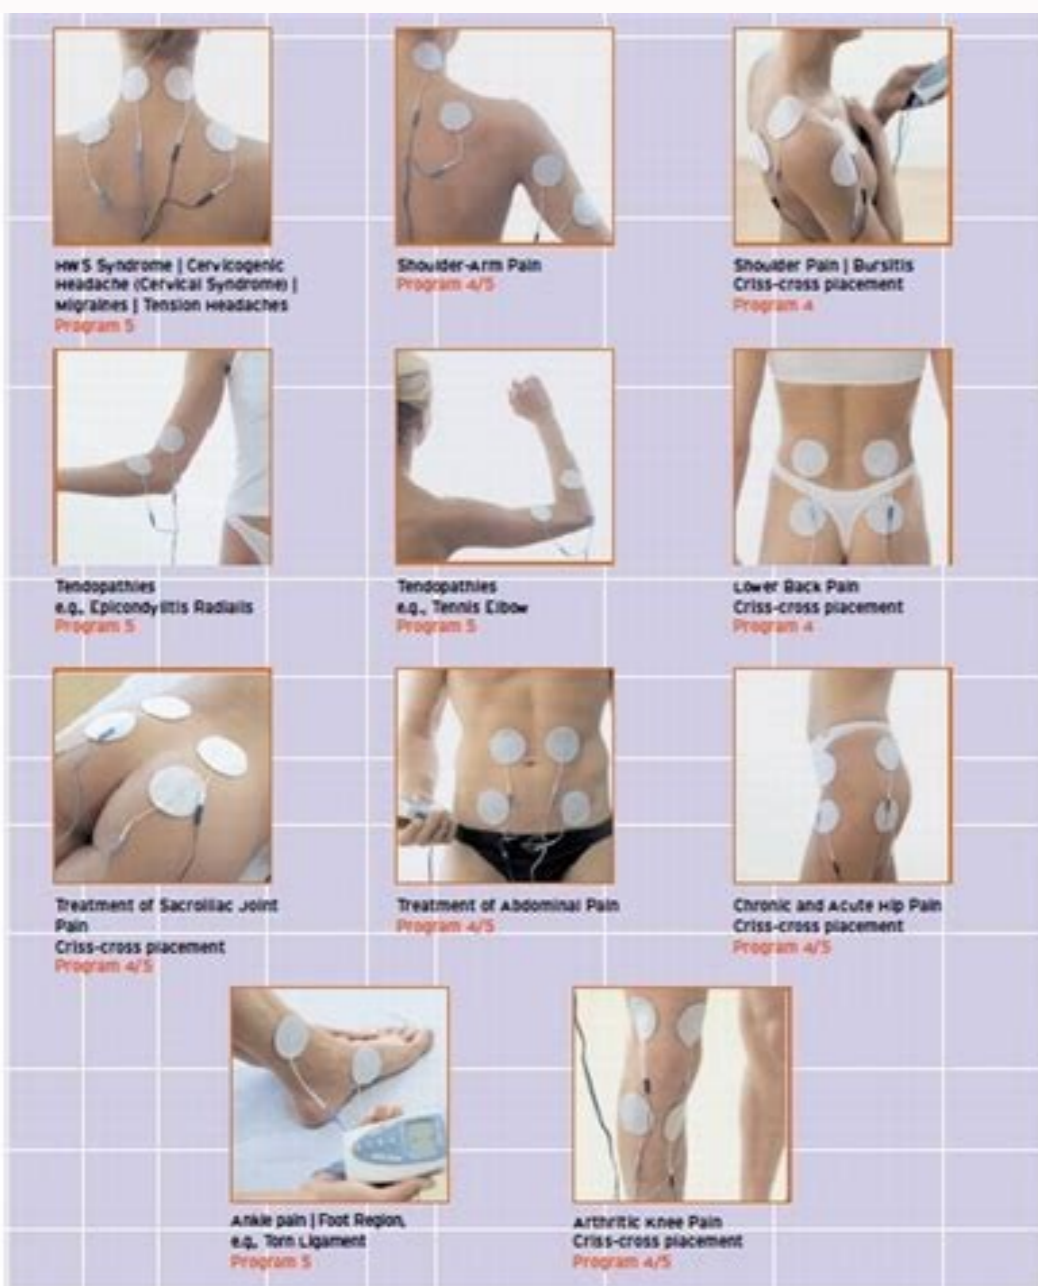 HWS Syndrome | Cervicogenic
Headache (Cervical Syndrome) |
Migraines | Tension Headaches
Program 5
Shoulder-Arm Pain
Program 4/5
Shoulder Pain | Bursitis
Criss-cross placement
Program 4
Tendopathies
e.g., Epicondylitis Radialis
Program 5
Tendopathies
e.g., Tennis Elbow
Program 5
Lower Back Pain
Criss-cross placement
Program 4
Treatment of Sacroiliac Joint
Pain
Criss-cross placement
Program 4/5
Treatment of Abdominal Pain
Program 4/5
Chronic and Acute Hip Pain
Criss-cross placement
Program 4/5
Ankle pain | Foot Region,
e.g., Torn Ligament
Program 5
Arthritic Knee Pain
Criss-cross placement
Program 4/5